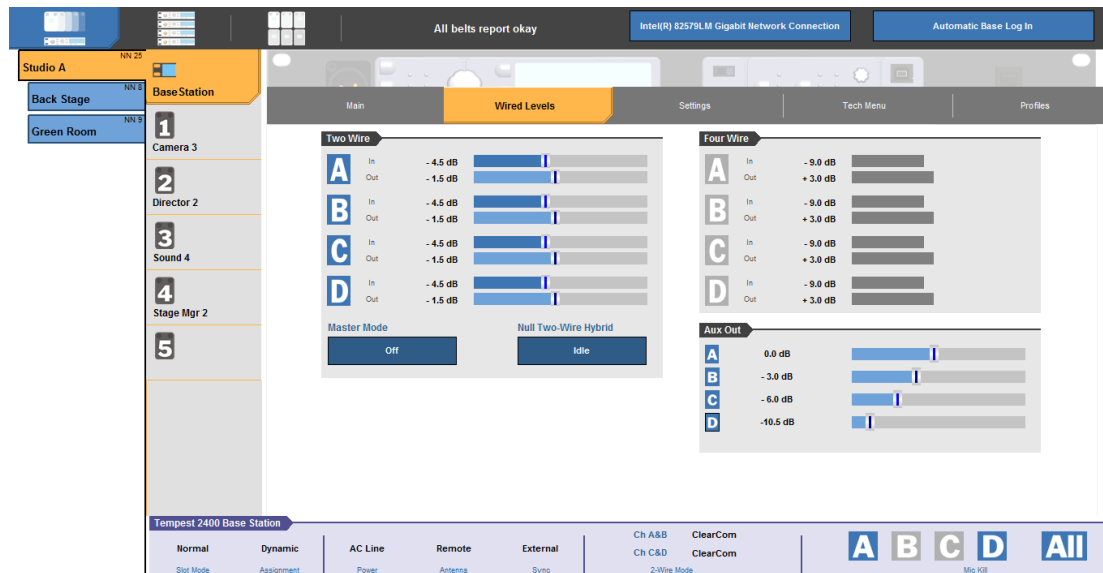 All belts report okay
Intel(R) 82579LM Gigabit Network Connection
Automatic Base Log In
NN 25
Studio A
NN 8
Back Stage
NN 9
Green Room
BaseStation
1
Camera 3
2
Director 2
3
Sound 4
4
Stage Mgr 2
5
Main
Wired Levels
Settings
Tech Menu
Profiles
Two Wire
A
In - 4.5 dB
Out - 1.5 dB
B
In - 4.5 dB
Out - 1.5 dB
C
In - 4.5 dB
Out - 1.5 dB
D
In - 4.5 dB
Out - 1.5 dB
Master Mode
Off
Null Two-Wire Hybrid
Idle
Four Wire
A
In - 9.0 dB
Out + 3.0 dB
B
In - 9.0 dB
Out + 3.0 dB
C
In - 9.0 dB
Out + 3.0 dB
D
In - 9.0 dB
Out + 3.0 dB
Aux Out
A 0.0 dB
B - 3.0 dB
C - 6.0 dB
D -10.5 dB
Tempest 2400 Base Station
Normal
Slot Mode
Dynamic
Assignment
AC Line
Power
Remote
Antenna
External
Sync
Ch A&B ClearCom
Ch C&D ClearCom
2-Wire Mode
A B C D All
Mic Kill